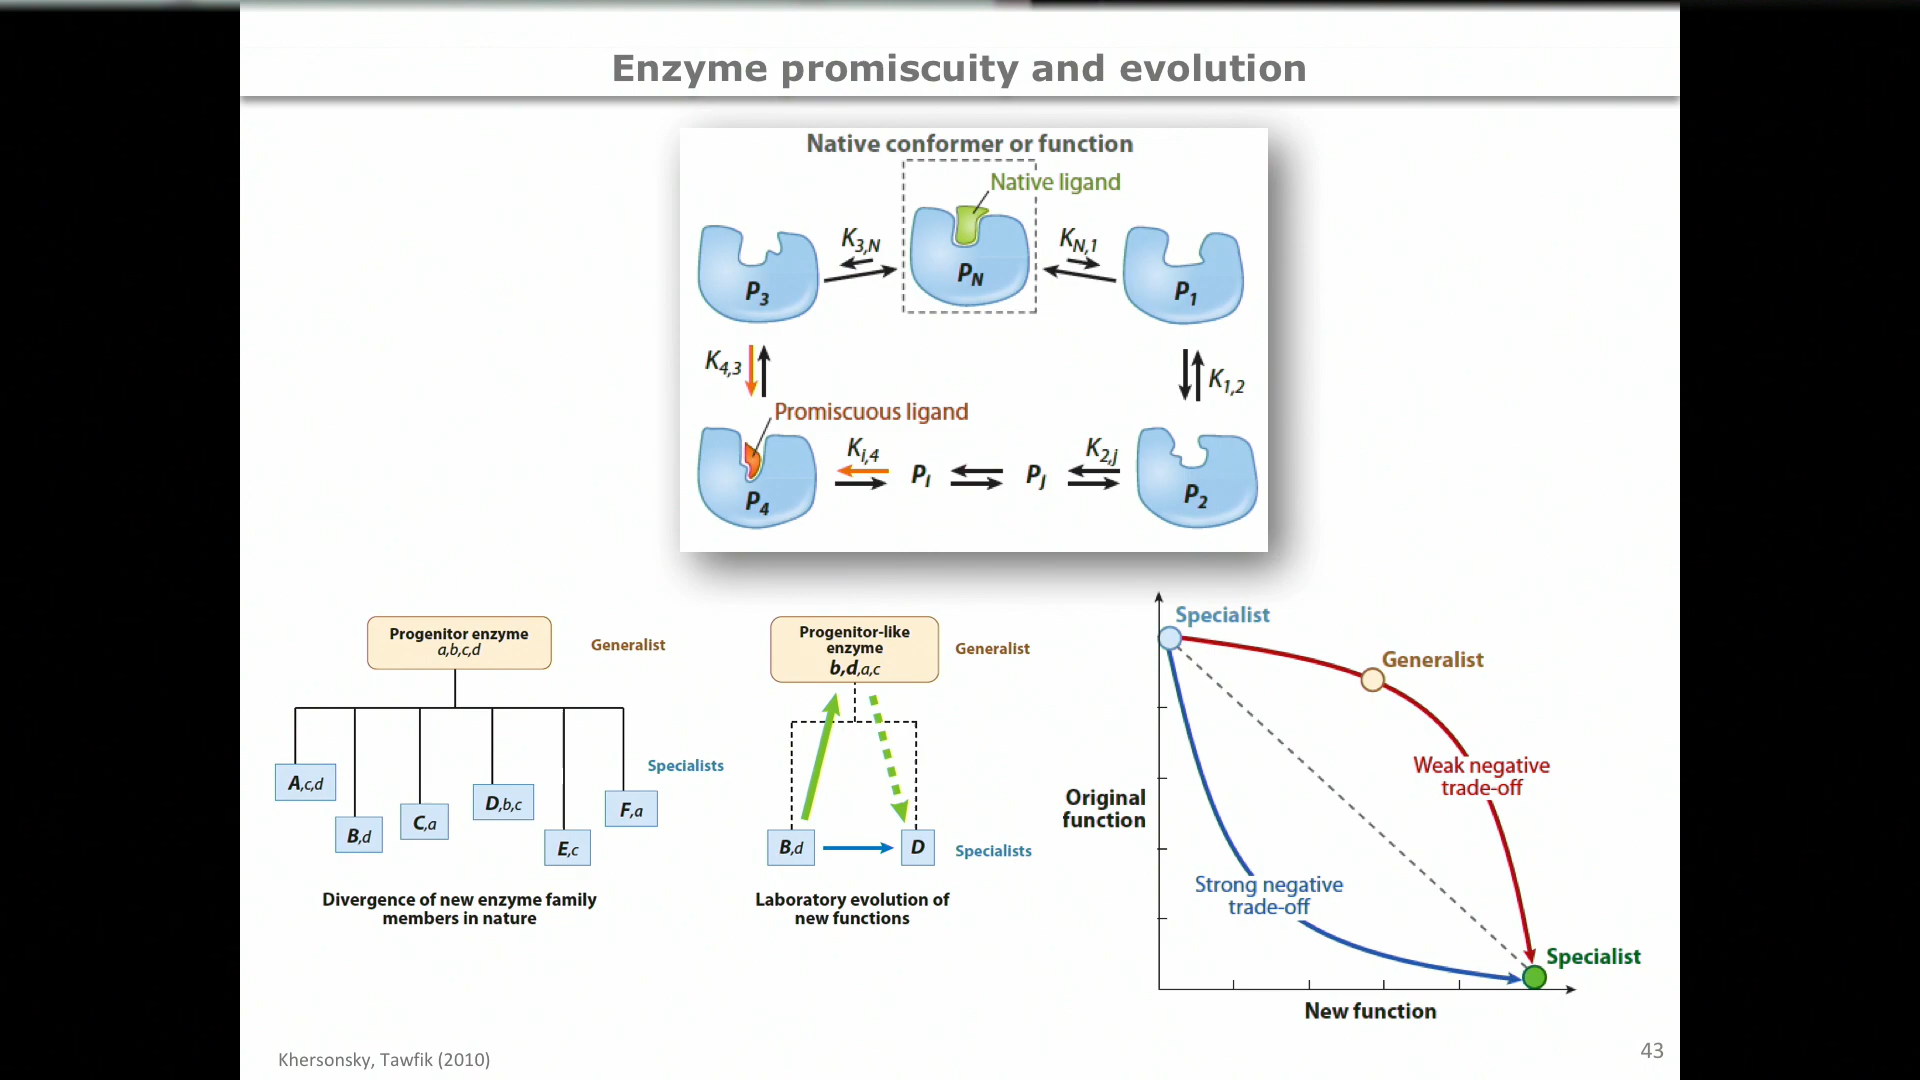 Enzyme promiscuity and evolution
Native conformer or function
Native ligand
K3,N
KN,1
P3
PN
P1
K4,3
K1,2
Promiscuous ligand
Ki,4
K2,j
P4
Pi
Pj
P2
Progenitor enzyme
a,b,c,d
Generalist
Specialists
A,c,d
B,d
C,a
D,b,c
E,c
F,a
Divergence of new enzyme family
members in nature
Progenitor-like
enzyme
b,d,a,c
Generalist
B,d
D
Specialists
Laboratory evolution of
new functions
Specialist
Generalist
Weak negative
trade-off
Original
function
Strong negative
trade-off
Specialist
New function
Khersonsky, Tawfik (2010)
43